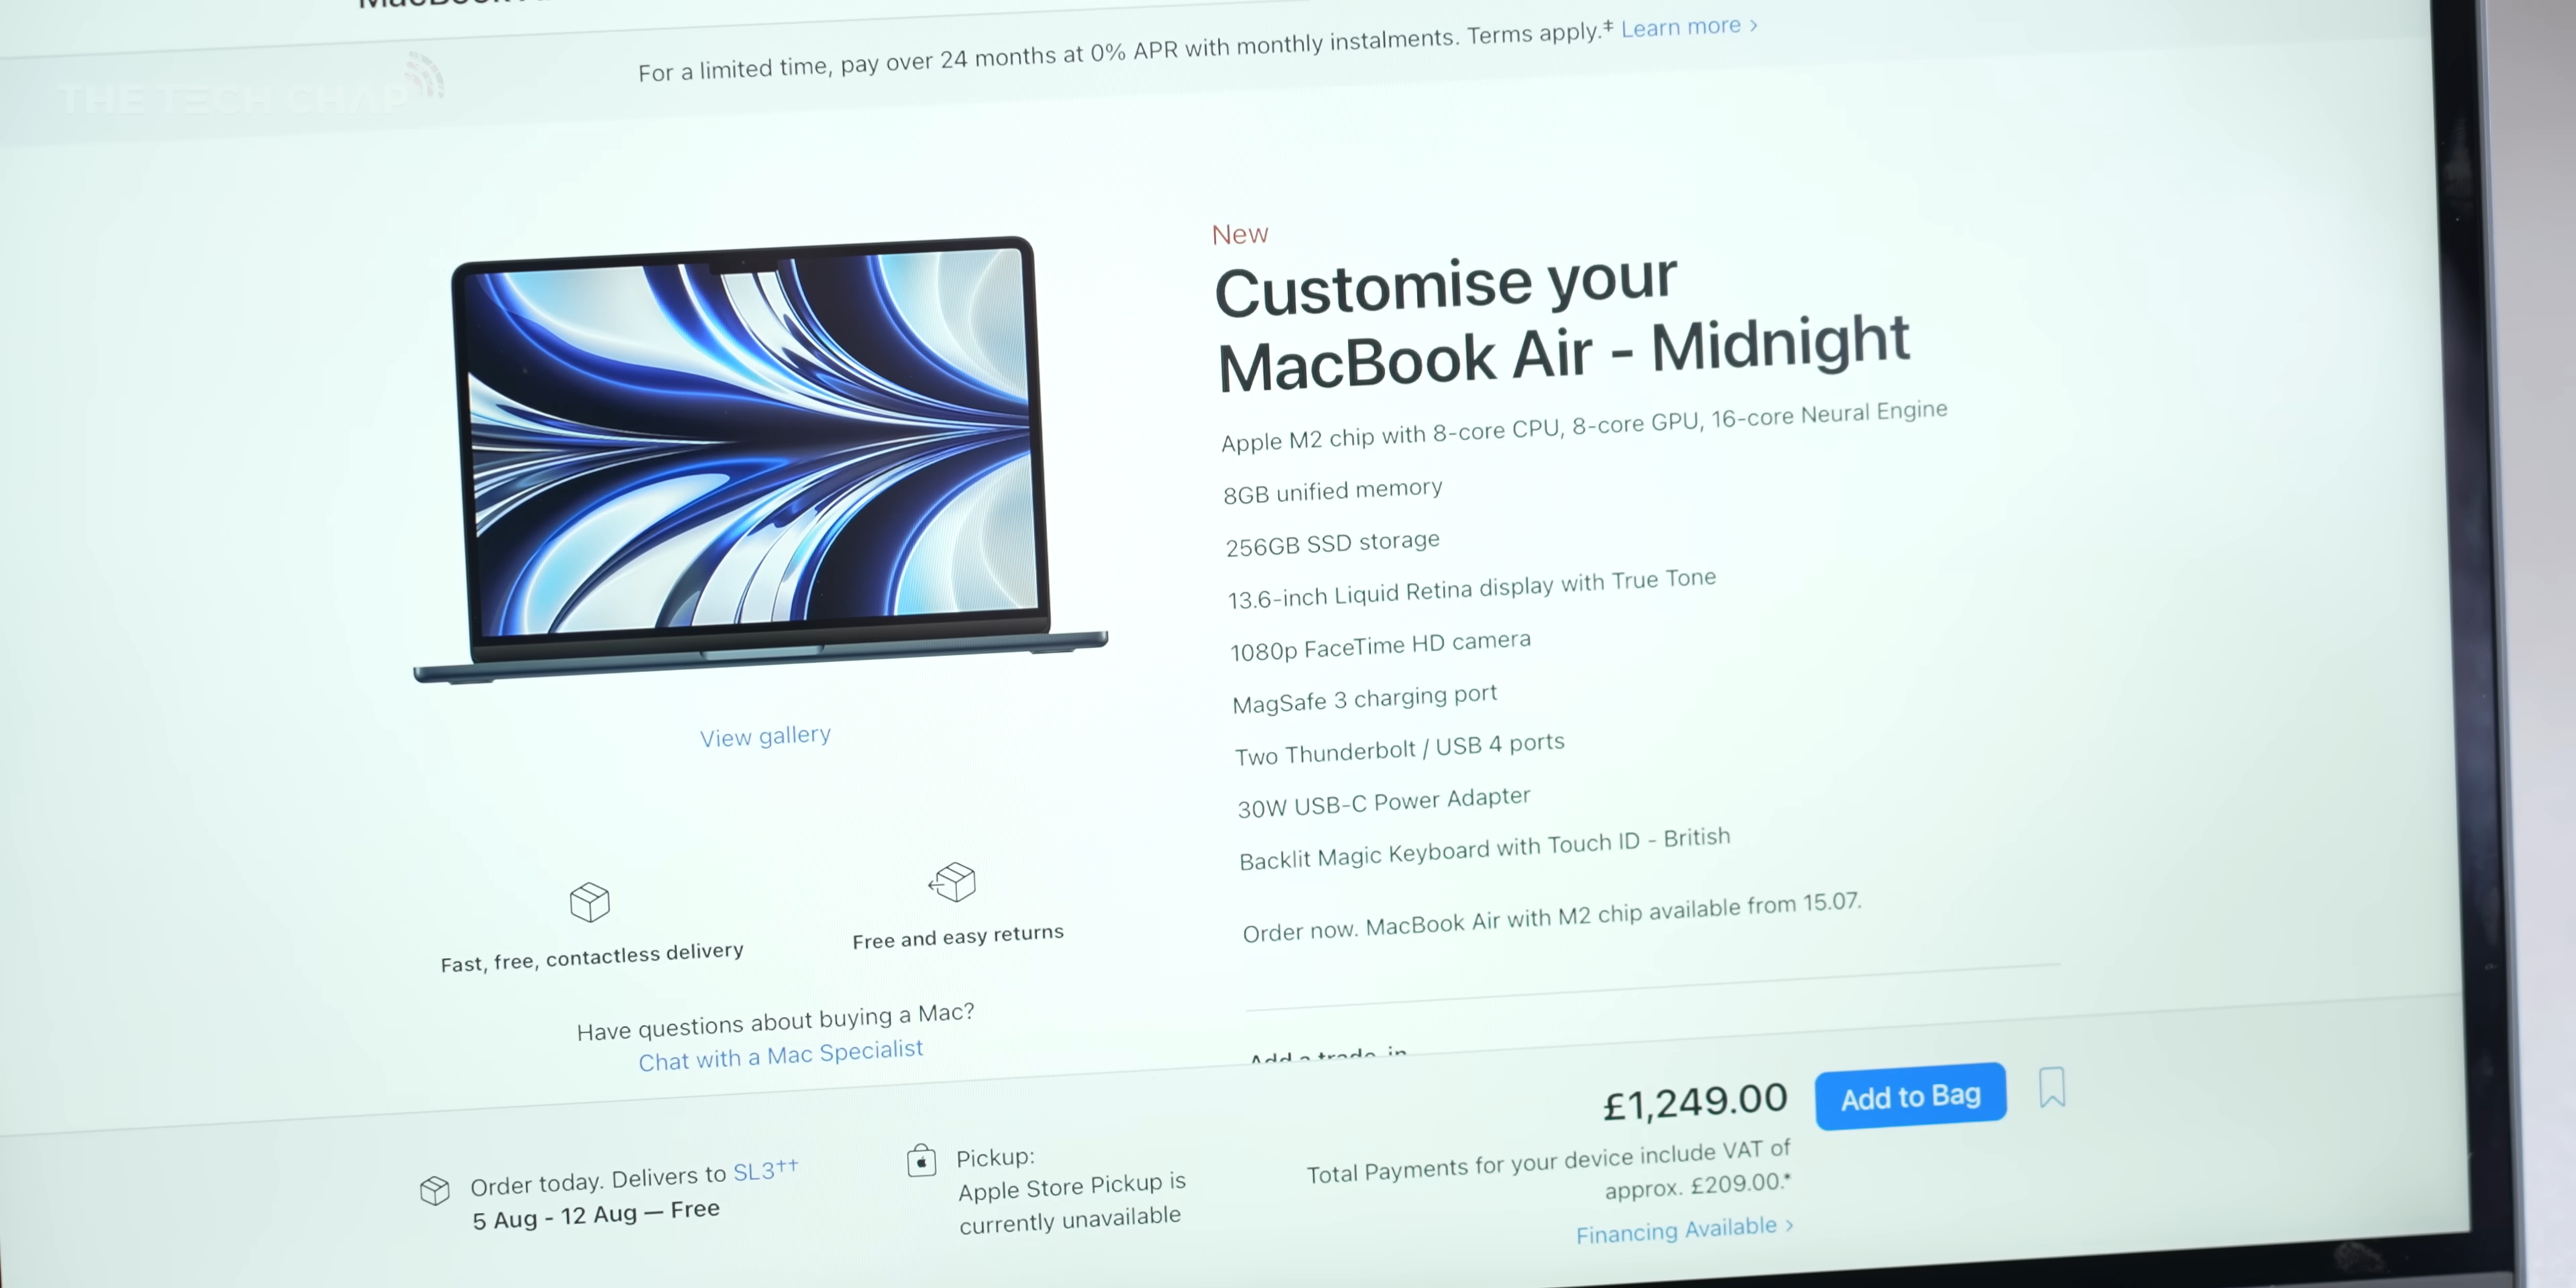 THE TECH CHAP
For a limited time, pay over 24 months at 0% APR with monthly instalments. Terms apply.‡ Learn more >
New
Customise your
MacBook Air - Midnight
Apple M2 chip with 8-core CPU, 8-core GPU, 16-core Neural Engine
8GB unified memory
256GB SSD storage
13.6-inch Liquid Retina display with True Tone
1080p FaceTime HD camera
MagSafe 3 charging port
Two Thunderbolt / USB 4 ports
30W USB-C Power Adapter
Backlit Magic Keyboard with Touch ID - British
Order now. MacBook Air with M2 chip available from 15.07.
View gallery
Fast, free, contactless delivery
Free and easy returns
Have questions about buying a Mac?
Chat with a Mac Specialist
Add a trade-in
£1,249.00
Add to Bag
Total Payments for your device include VAT of
approx. £209.00.*
Financing Available >
Order today. Delivers to SL3††
5 Aug - 12 Aug — Free
Pickup:
Apple Store Pickup is
currently unavailable